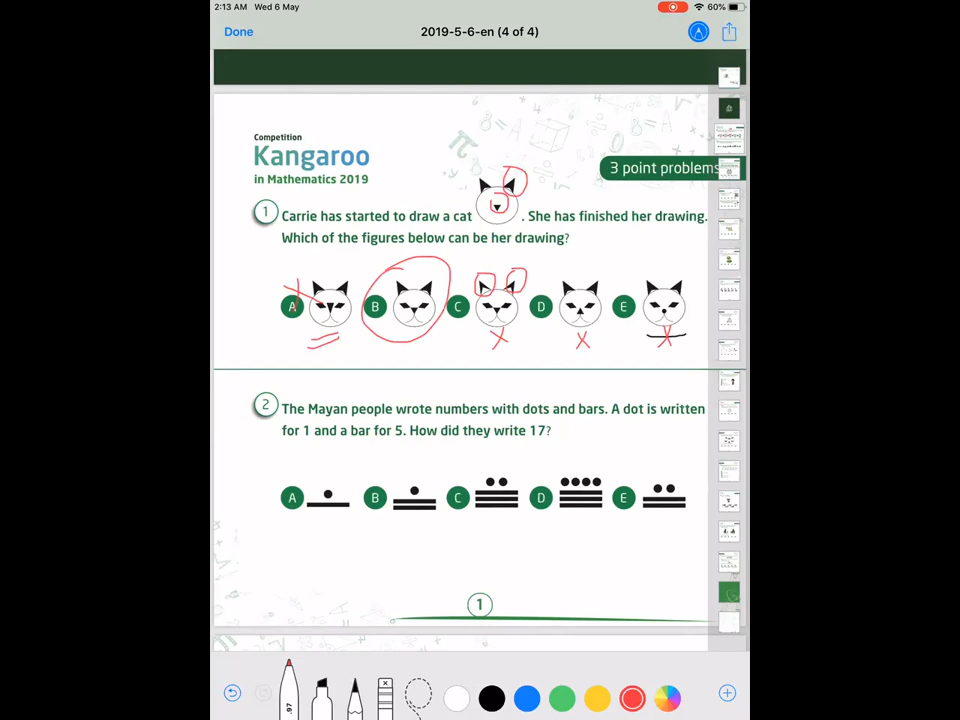 2:13 AM Wed 6 May 60%
Done 2019-5-6-en (4 of 4)
Competition
Kangaroo
in Mathematics 2019
3 point problems
1 Carrie has started to draw a cat . She has finished her drawing.
Which of the figures below can be her drawing?
A B C D E
2 The Mayan people wrote numbers with dots and bars. A dot is written
for 1 and a bar for 5. How did they write 17?
A B C D E
1
.97